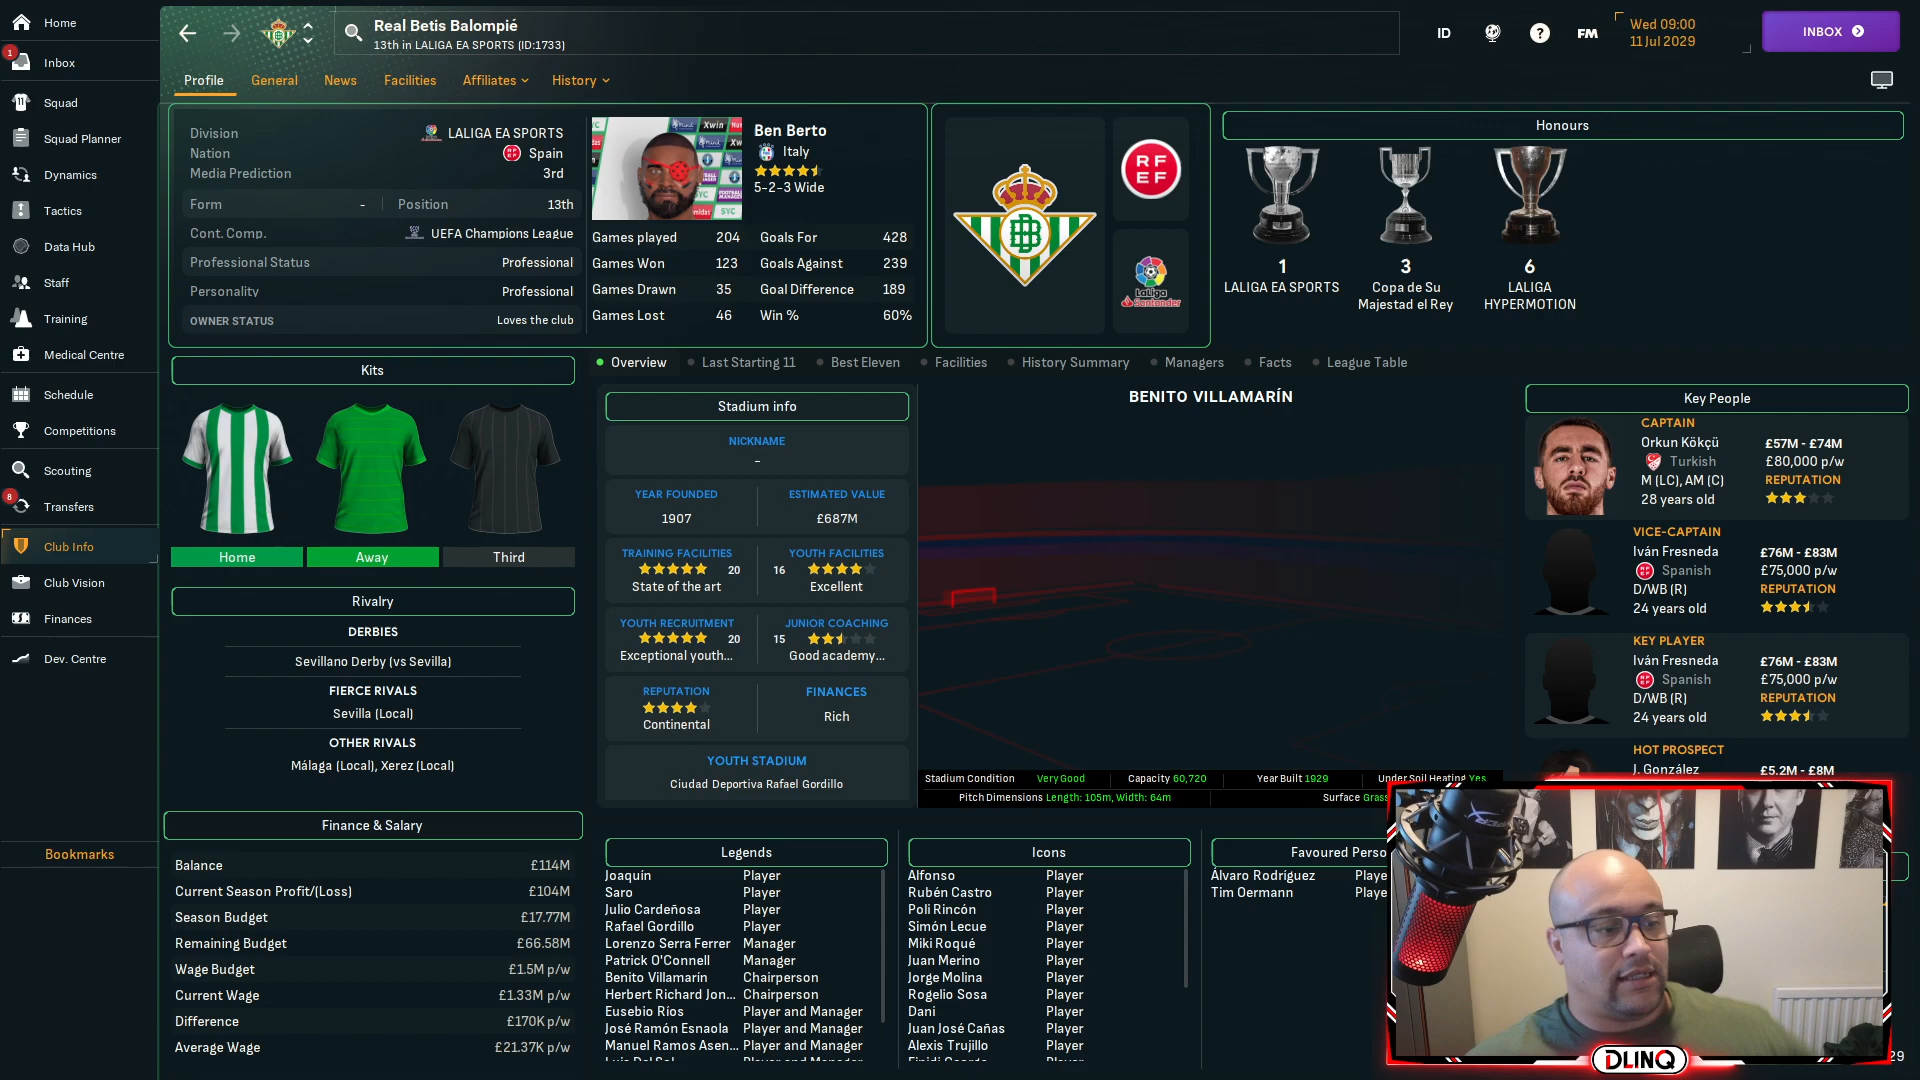 Home
Inbox
1
Squad
Squad Planner
Dynamics
Tactics
Data Hub
Staff
Training
Medical Centre
Schedule
Competitions
Scouting
8
Transfers
Club Info
Club Vision
Finances
Dev. Centre
Bookmarks
Real Betis Balompié
13th in LALIGA EA SPORTS (ID:1733)
ID
FM
Wed 09:00
11 Jul 2029
INBOX
Profile
General
News
Facilities
Affiliates
History
Division LALIGA EA SPORTS
Nation Spain
Media Prediction 3rd
Form - Position 13th
Cont. Comp. UEFA Champions League
Professional Status Professional
Personality Professional
OWNER STATUS Loves the club
Ben Berto
Italy
5-2-3 Wide
Games played 204 Goals For 428
Games Won 123 Goals Against 239
Games Drawn 35 Goal Difference 189
Games Lost 46 Win % 60%
RF
EF
LaLiga
Santander
Honours
1
LALIGA EA SPORTS
3
Copa de Su
Majestad el Rey
6
LALIGA
HYPERMOTION
Kits
Home
Away
Third
Rivalry
DERBIES
Sevillano Derby (vs Sevilla)
FIERCE RIVALS
Sevilla (Local)
OTHER RIVALS
Málaga (Local), Xerez (Local)
Finance & Salary
Balance £114M
Current Season Profit/(Loss) £104M
Season Budget £17.77M
Remaining Budget £66.58M
Wage Budget £1.5M p/w
Current Wage £1.33M p/w
Difference £170K p/w
Average Wage £21.37K p/w
Overview
Last Starting 11
Best Eleven
Facilities
History Summary
Managers
Facts
League Table
Stadium info
NICKNAME
-
YEAR FOUNDED
1907
ESTIMATED VALUE
£687M
TRAINING FACILITIES
20
State of the art
YOUTH FACILITIES
16
Excellent
YOUTH RECRUITMENT
20
Exceptional youth...
JUNIOR COACHING
15
Good academy...
REPUTATION
Continental
FINANCES
Rich
YOUTH STADIUM
Ciudad Deportiva Rafael Gordillo
BENITO VILLAMARÍN
Stadium Condition Very Good Capacity 60,720 Year Built 1929 Under Soil Heating Yes
Pitch Dimensions Length: 105m, Width: 64m Surface Grass
Key People
CAPTAIN
Orkun Kökçü £57M - £74M
Turkish £80,000 p/w
M (LC), AM (C) REPUTATION
28 years old
VICE-CAPTAIN
Iván Fresneda £76M - £83M
Spanish £75,000 p/w
D/WB (R) REPUTATION
24 years old
KEY PLAYER
Iván Fresneda £76M - £83M
Spanish £75,000 p/w
D/WB (R) REPUTATION
24 years old
HOT PROSPECT
J. González £5.2M - £8M
Legends
Joaquín Player
Saro Player
Julio Cardeñosa Player
Rafael Gordillo Player
Lorenzo Serra Ferrer Manager
Patrick O'Connell Manager
Benito Villamarín Chairperson
Herbert Richard Jon... Chairperson
Eusebio Ríos Player and Manager
José Ramón Esnaola Player and Manager
Manuel Ramos Asen... Player and Manager
Icons
Alfonso Player
Rubén Castro Player
Poli Rincón Player
Simón Lecue Player
Miki Roqué Player
Juan Merino Player
Jorge Molina Player
Rogelio Sosa Player
Dani Player
Juan José Cañas Player
Alexis Trujillo Player
Favoured Perso
Álvaro Rodríguez Playe
Tim Oermann Playe
DLINQ
29